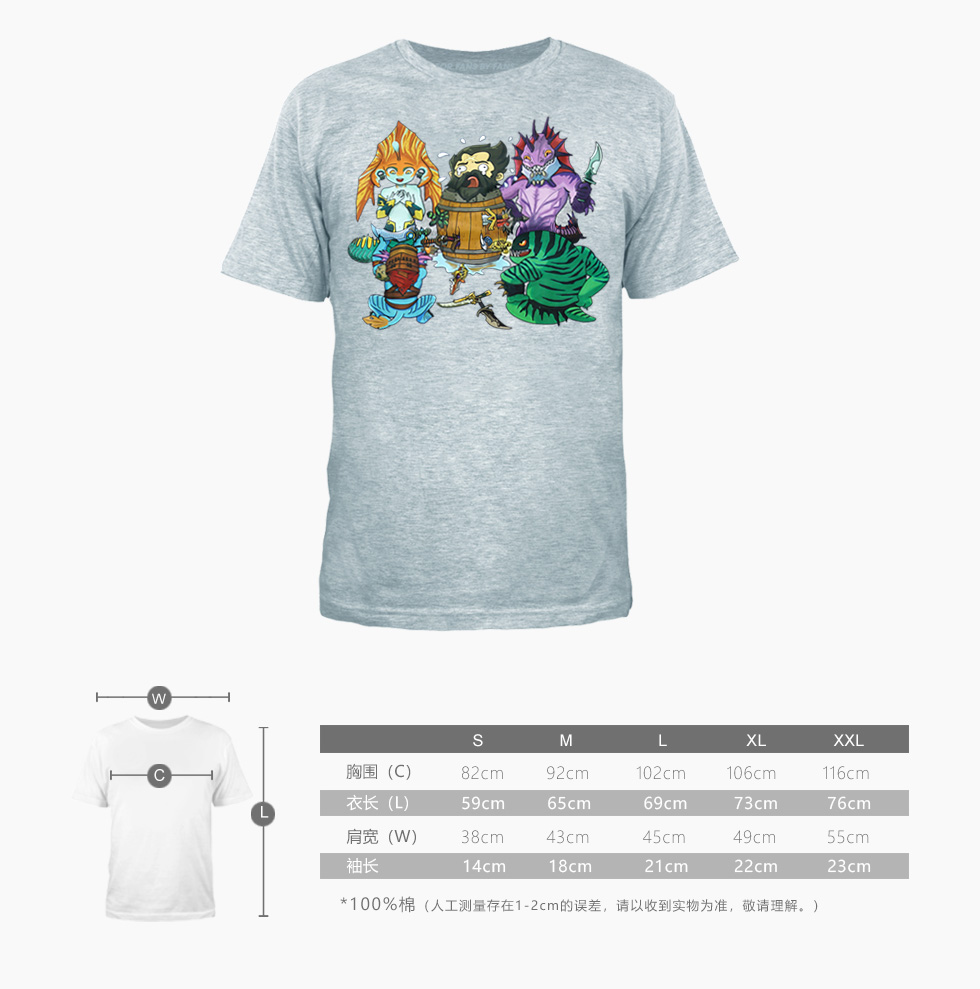 W
C
L
S M L XL XXL
胸围（C） 82cm 92cm 102cm 106cm 116cm
衣长（L） 59cm 65cm 69cm 73cm 76cm
肩宽（W） 38cm 43cm 45cm 49cm 55cm
袖长 14cm 18cm 21cm 22cm 23cm
*100%棉（人工测量存在1-2cm的误差，请以收到实物为准，敬请理解。）